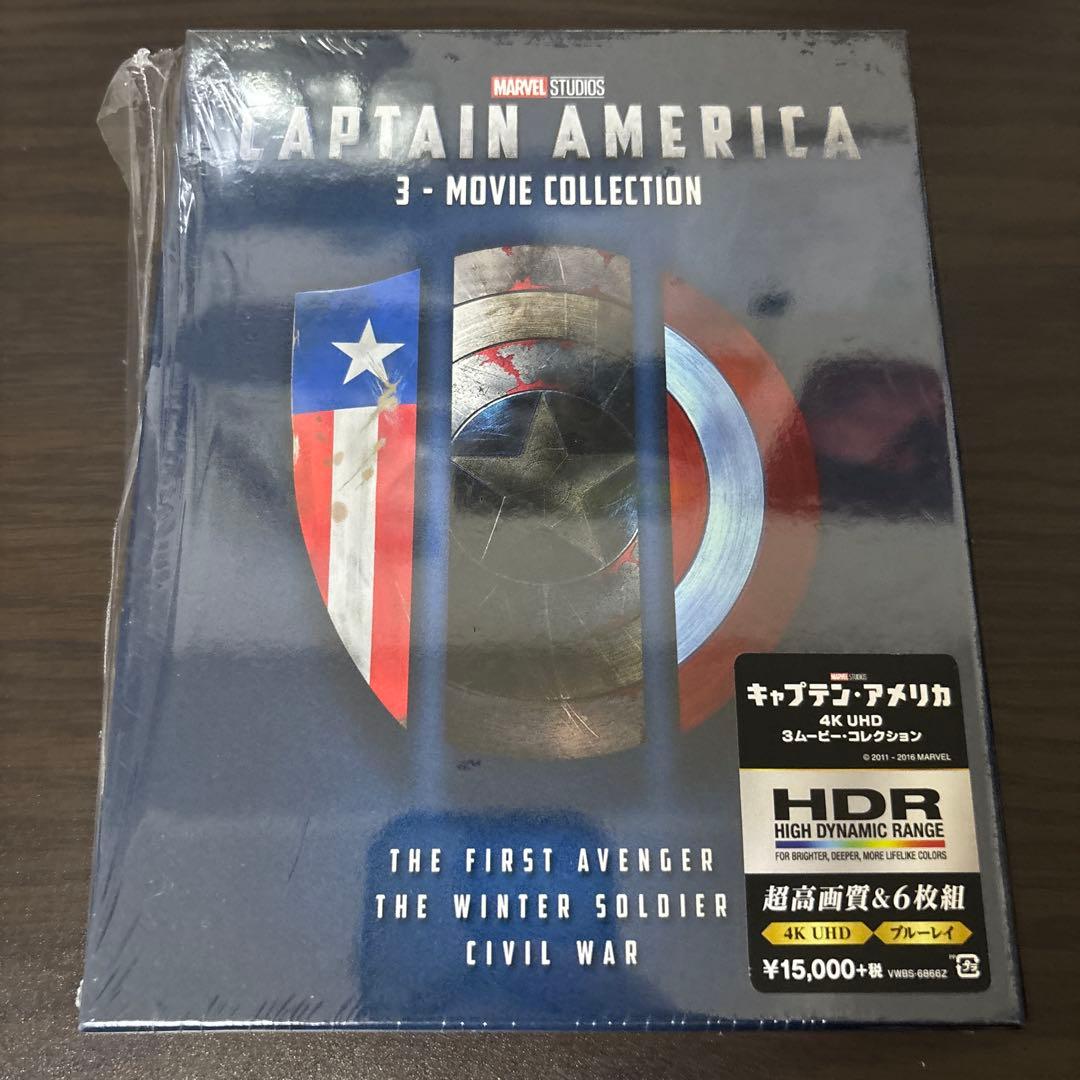 MARVEL STUDIOS
CAPTAIN AMERICA
3 - MOVIE COLLECTION
THE FIRST AVENGER
THE WINTER SOLDIER
CIVIL WAR
MARVEL STUDIOS
キャプテン・アメリカ
4K UHD
3ムービー・コレクション
© 2011 - 2016 MARVEL
HDR
HIGH DYNAMIC RANGE
FOR BRIGHTER, DEEPER, MORE LIFELIKE COLORS
超高画質&6枚組
4K UHD ブルーレイ
¥15,000+税 VWBS-6866Z